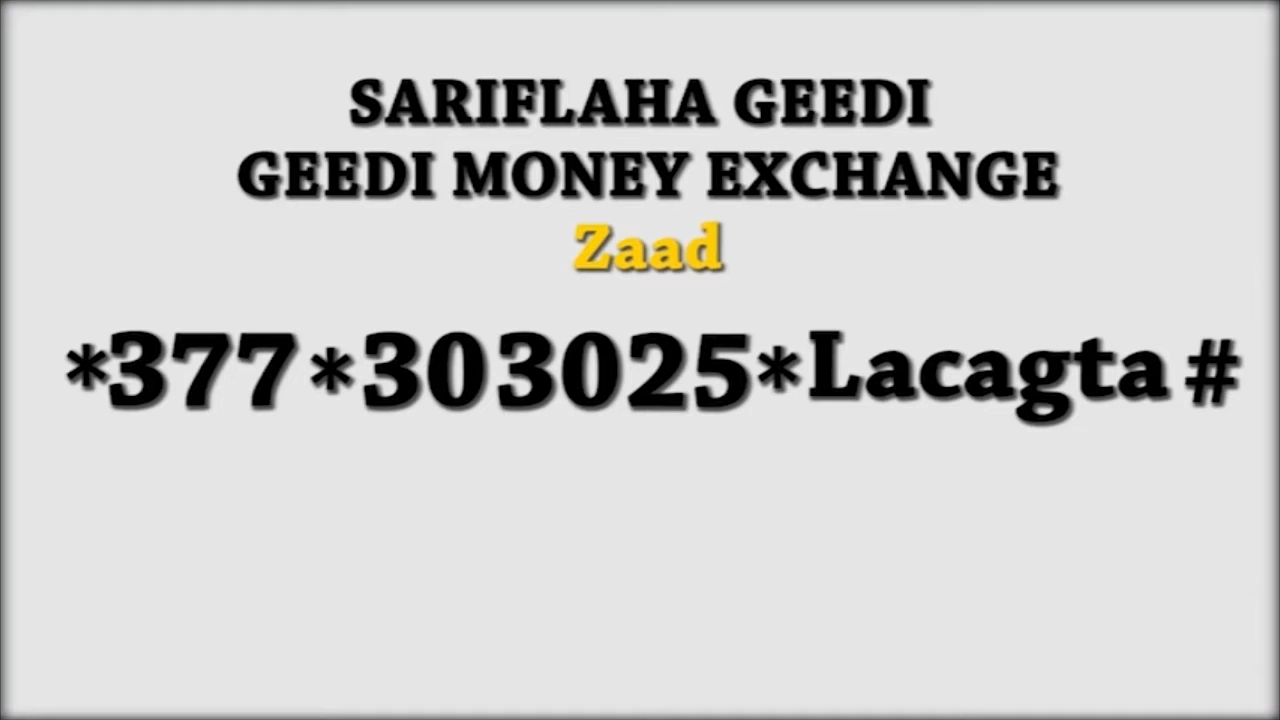 SARIFLAHA GEEDI
GEEDI MONEY EXCHANGE
Zaad
*377*303025*Lacagta#